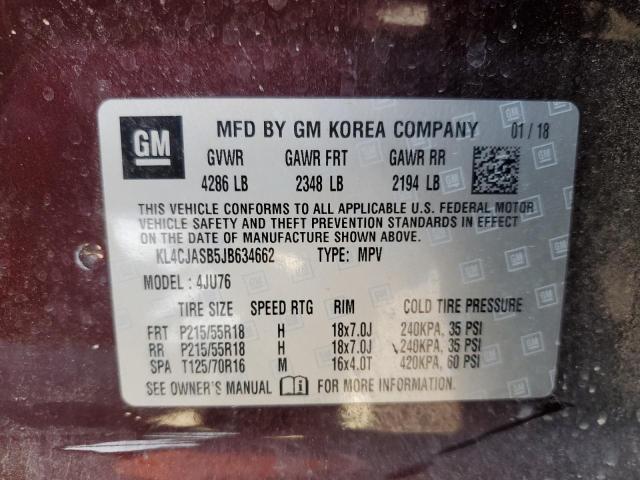 GM MFD BY GM KOREA COMPANY 01/18
GVWR GAWR FRT GAWR RR
4286 LB 2348 LB 2194 LB
THIS VEHICLE CONFORMS TO ALL APPLICABLE U.S. FEDERAL MOTOR
VEHICLE SAFETY AND THEFT PREVENTION STANDARDS IN EFFECT
ON THE DATE OF MANUFACTURE SHOWN ABOVE.
KL4CJASB5JB634662 TYPE: MPV
MODEL: 4JU76
TIRE SIZE SPEED RTG RIM COLD TIRE PRESSURE
FRT P215/55R18 H 18x7.0J 240KPA, 35 PSI
RR P215/55R18 H 18x7.0J 240KPA, 35 PSI
SPA T125/70R16 M 16x4.0T 420KPA, 60 PSI
SEE OWNER'S MANUAL FOR MORE INFORMATION.